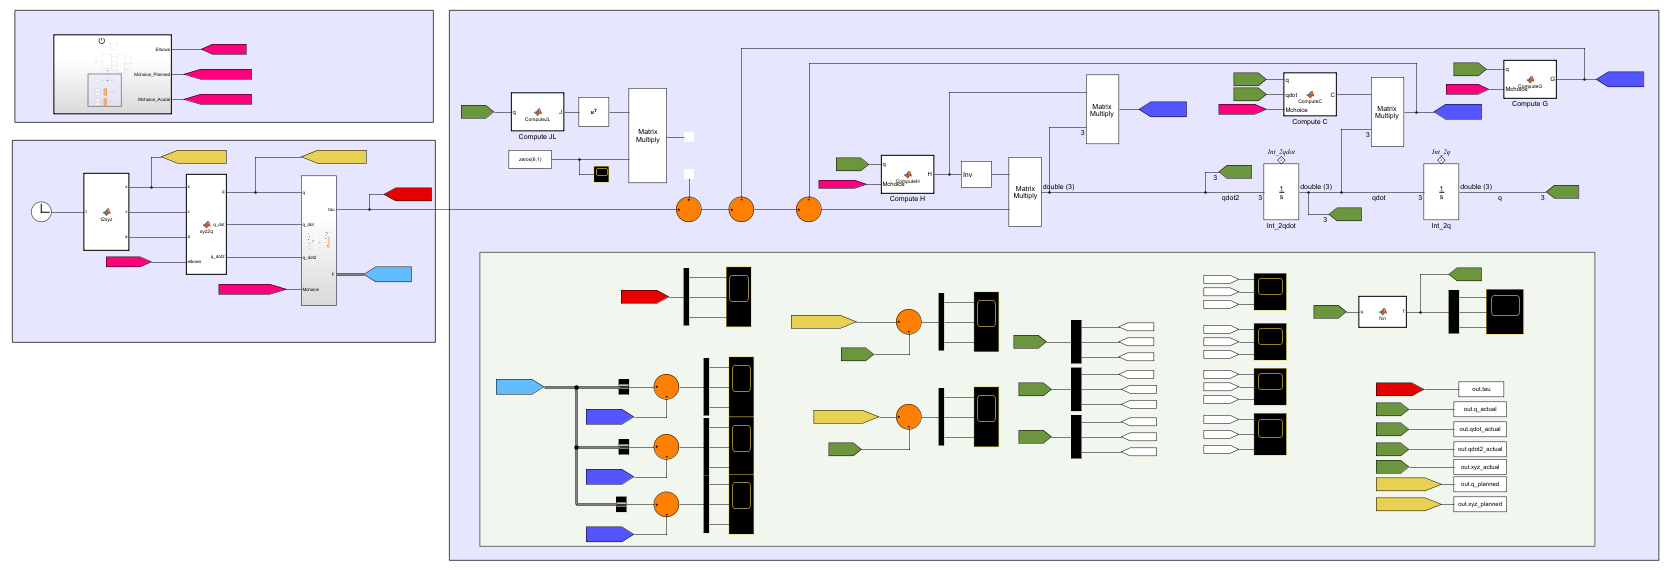 Elbows
Mchoice_Planned
Mchoice_Acutal
q
ComputeJL
J
Compute JL
uT
Matrix
Multiply
zeros(6,1)
q
Mchoice
ComputeH
H
Compute H
Inv
Matrix
Multiply
double (3)
Matrix
Multiply
3
q
qdot
Mchoice
ComputeC
C
Compute C
Matrix
Multiply
3
q
Mchoice
ComputeG
G
Compute G
3
qdot2
3
Int_2qdot
1
s
Int_2qdot
double (3)
3
qdot
3
Int_2q
1
s
Int_2q
double (3)
q
3
T
x
v
a
x
v
a
elbows
xyz2q
q
q_dot
q_dot2
q
q_dot
q_dot2
Mchoice
tau
F
q
fcn
T
out.tau
out.q_actual
out.qdot_actual
out.qdot2_actual
out.xyz_actual
out.q_planned
out.xyz_planned